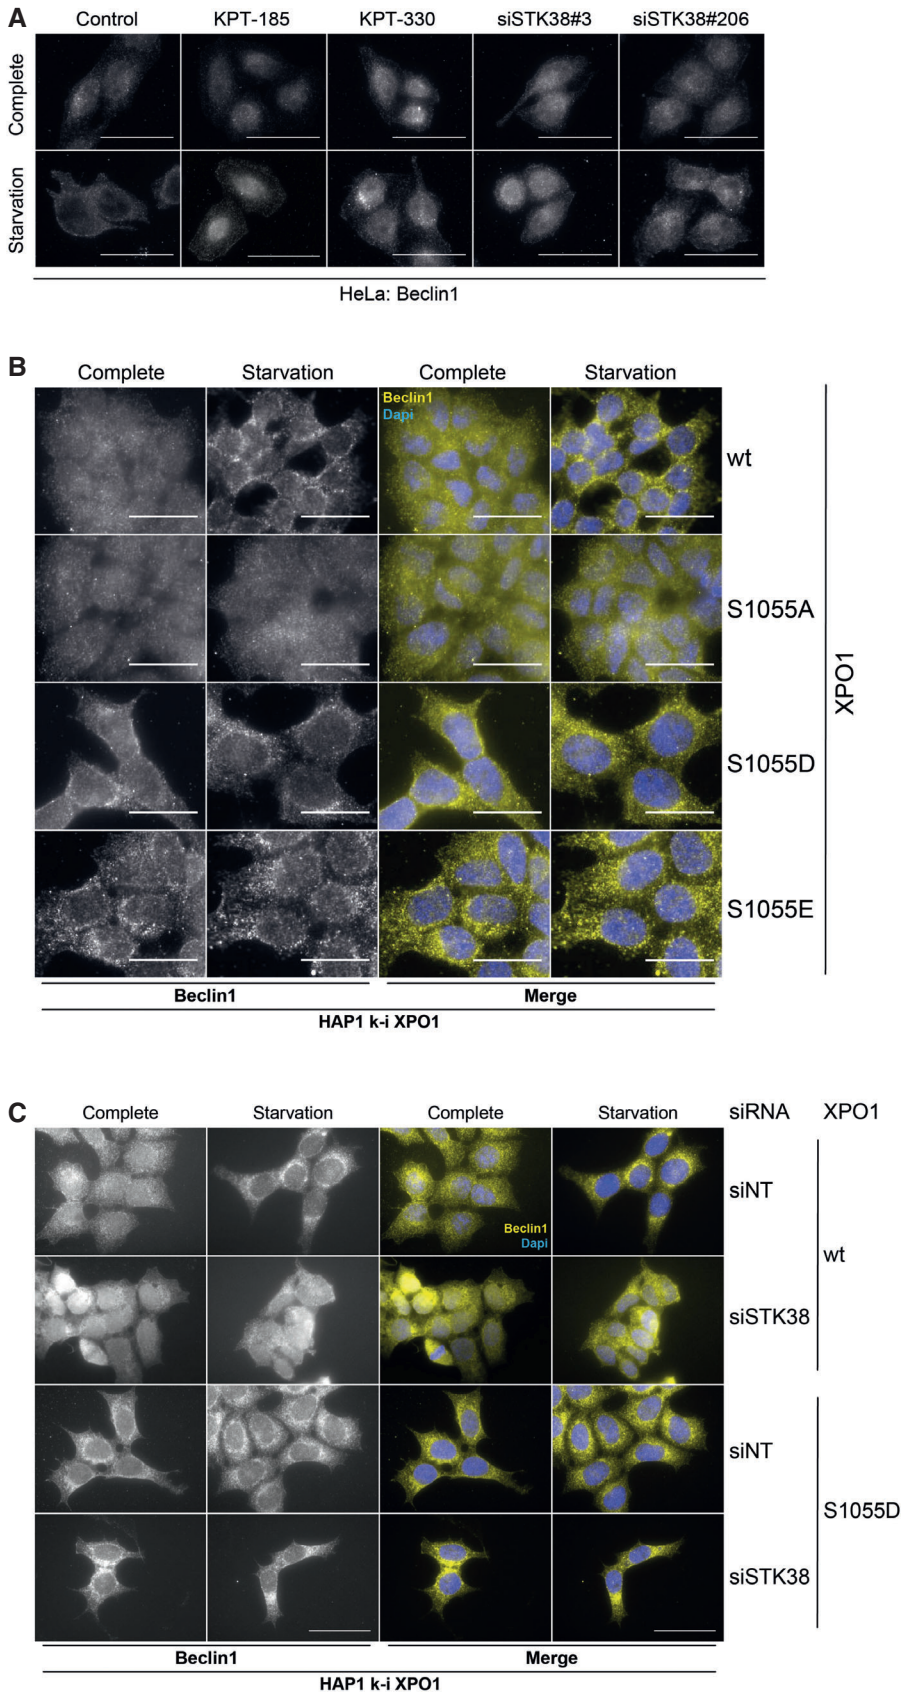 A
Control KPT-185 KPT-330 siSTK38#3 siSTK38#206
Complete
Starvation
HeLa: Beclin1
B
Complete Starvation Complete Starvation
Beclin1
Dapi
wt
S1055A
S1055D
S1055E
XPO1
Beclin1 Merge
HAP1 k-i XPO1
C
Complete Starvation Complete Starvation siRNA XPO1
siNT
Beclin1
Dapi
wt
siSTK38
siNT
S1055D
siSTK38
Beclin1 Merge
HAP1 k-i XPO1